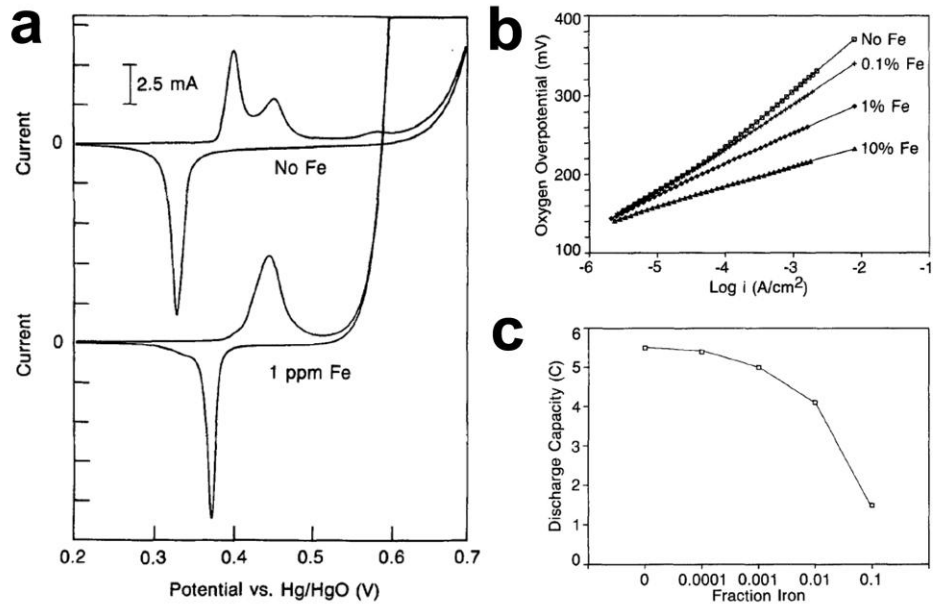 a
2.5 mA
0
No Fe
Current
0
1 ppm Fe
Current
0.2 0.3 0.4 0.5 0.6 0.7
Potential vs. Hg/HgO (V)
b
Oxygen Overpotential (mV)
400
300
200
100
No Fe
0.1% Fe
1% Fe
10% Fe
-6 -5 -4 -3 -2 -1
Log i (A/cm2)
c
Discharge Capacity (C)
6
5
4
3
2
1
0
0 0.0001 0.001 0.01 0.1
Fraction Iron